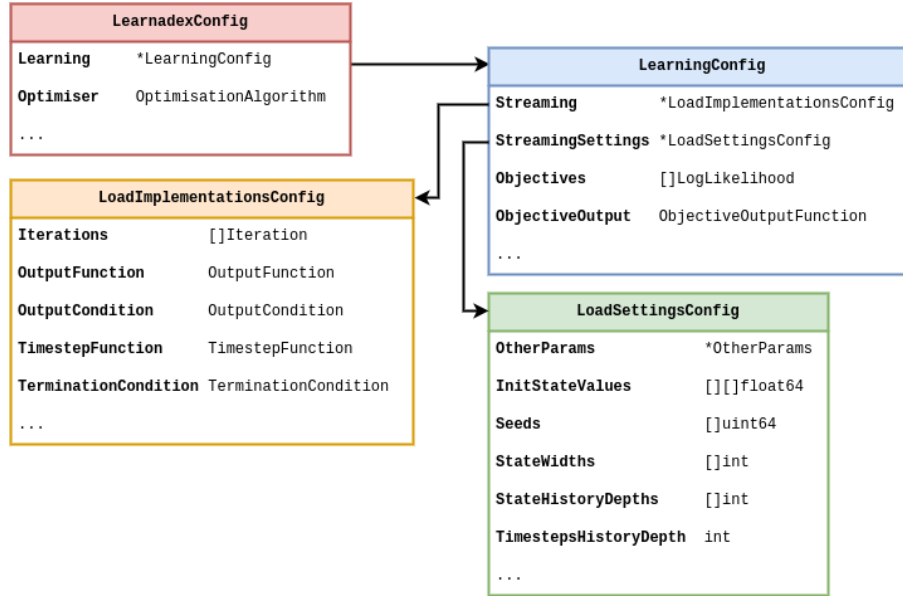 LearnadexConfig
Learning *LearningConfig
Optimiser OptimisationAlgorithm
...
LearningConfig
Streaming *LoadImplementationsConfig
StreamingSettings *LoadSettingsConfig
Objectives []LogLikelihood
ObjectiveOutput ObjectiveOutputFunction
...
LoadImplementationsConfig
Iterations []Iteration
OutputFunction OutputFunction
OutputCondition OutputCondition
TimestepFunction TimestepFunction
TerminationCondition TerminationCondition
...
LoadSettingsConfig
OtherParams *OtherParams
InitStateValues [][]float64
Seeds []uint64
StateWidths []int
StateHistoryDepths []int
TimestepsHistoryDepth int
...